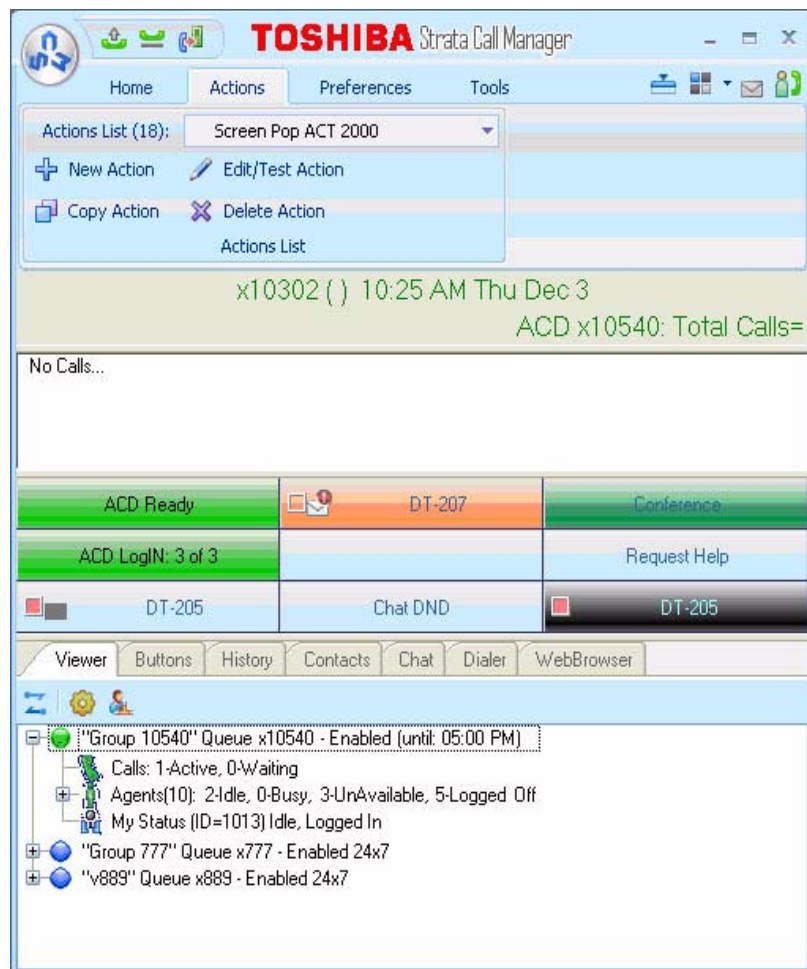 TOSHIBA Strata Call Manager
Home Actions Preferences Tools
Actions List (18): Screen Pop ACT 2000
New Action Edit/Test Action
Copy Action Delete Action
Actions List
x10302 ( ) 10:25 AM Thu Dec 3
ACD x10540: Total Calls=
No Calls...
ACD Ready DT-207 Conference
ACD LogIN: 3 of 3 Request Help
DT-205 Chat DND DT-205
Viewer Buttons History Contacts Chat Dialer WebBrowser
"Group 10540" Queue x10540 - Enabled (until: 05:00 PM)
Calls: 1-Active, 0-Waiting
Agents(10): 2-Idle, 0-Busy, 3-UnAvailable, 5-Logged Off
My Status (ID=1013) Idle, Logged In
"Group 777" Queue x777 - Enabled 24x7
"v889" Queue x889 - Enabled 24x7